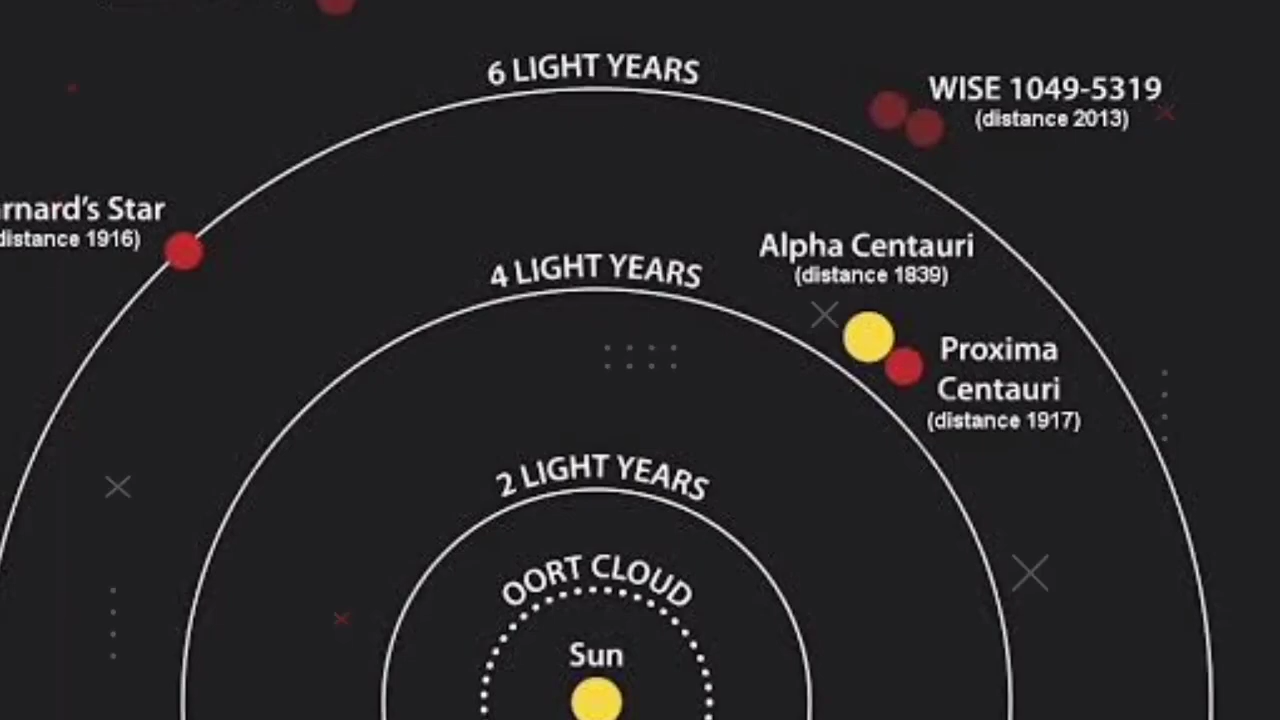 6 LIGHT YEARS
WISE 1049-5319
(distance 2013)
arnard's Star
distance 1916)
Alpha Centauri
(distance 1839)
4 LIGHT YEARS
Proxima
Centauri
(distance 1917)
2 LIGHT YEARS
OORT CLOUD
Sun